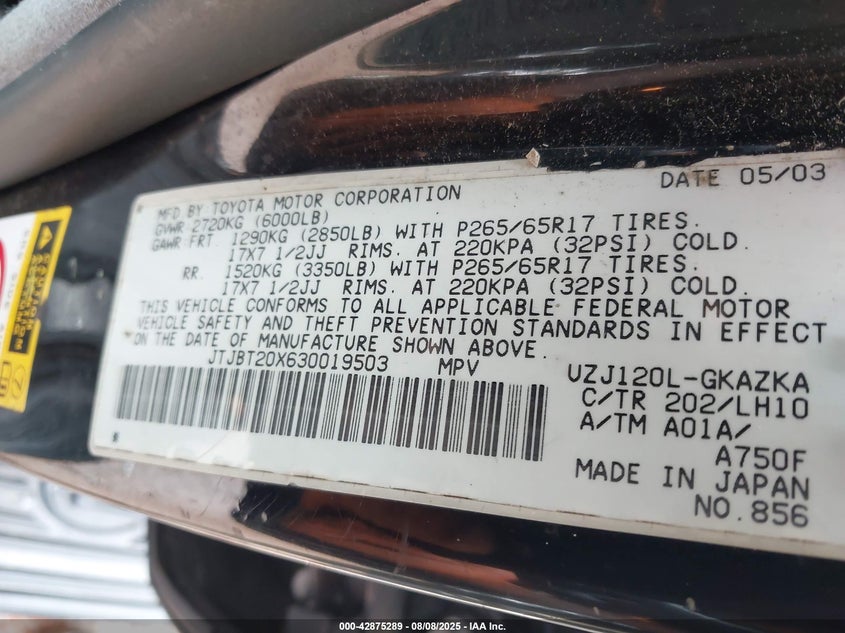 DATE 05/03
MFD BY TOYOTA MOTOR CORPORATION
GVWR 2720KG (6000LB)
GAWR FRT. 1290KG (2850LB) WITH P265/65R17 TIRES.
17X7 1/2JJ RIMS. AT 220KPA (32PSI) COLD.
RR. 1520KG (3350LB) WITH P265/65R17 TIRES.
17X7 1/2JJ RIMS. AT 220KPA (32PSI) COLD.
THIS VEHICLE CONFORMS TO ALL APPLICABLE FEDERAL MOTOR
VEHICLE SAFETY AND THEFT PREVENTION STANDARDS IN EFFECT
ON THE DATE OF MANUFACTURE SHOWN ABOVE.
JTJBT20X630019503 MPV
UZJ120L-GKAZKA
C/TR 202/LH10
A/TM A01A/
A750F
MADE IN JAPAN
NO.856
000-42875289 - 08/08/2025 - IAA Inc.